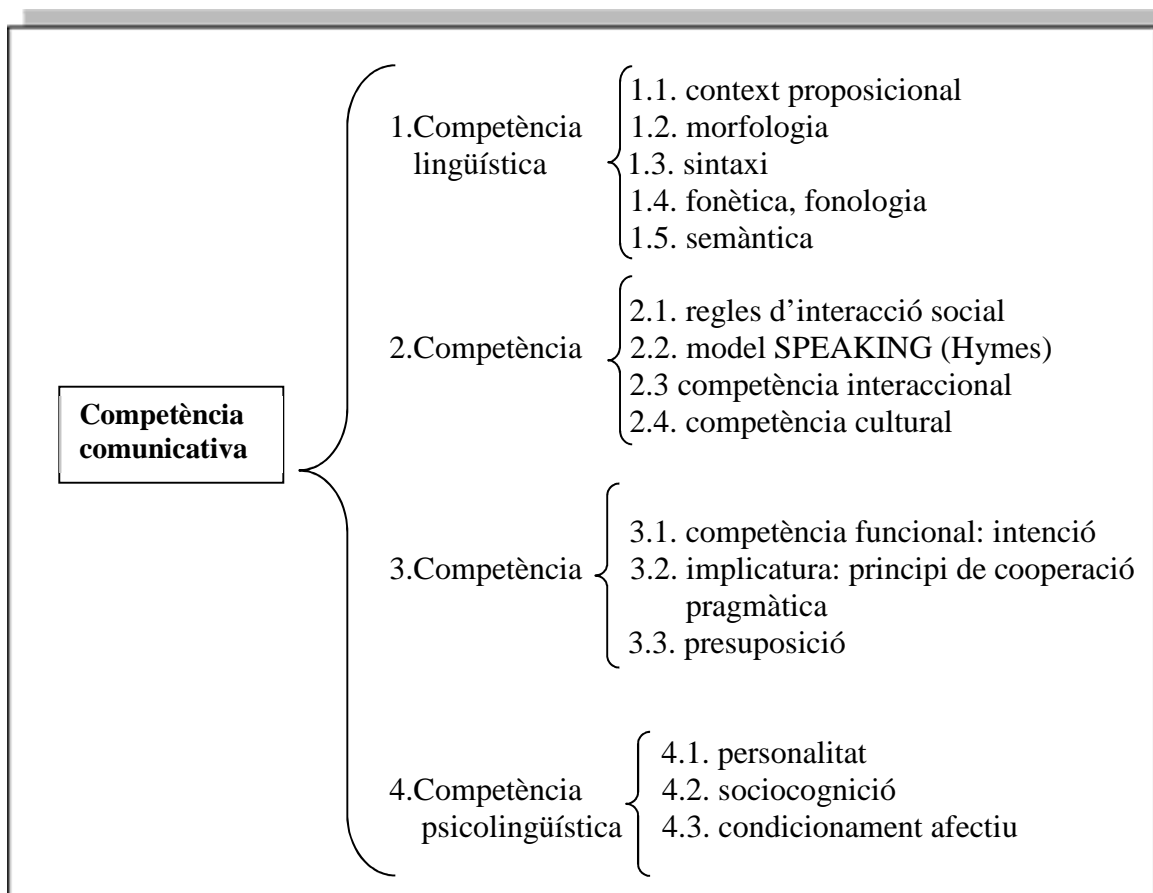 Competència
comunicativa
1.Competència
lingüística
1.1. context proposicional
1.2. morfologia
1.3. sintaxi
1.4. fonètica, fonologia
1.5. semàntica
2.Competència
2.1. regles d’interacció social
2.2. model SPEAKING (Hymes)
2.3 competència interaccional
2.4. competència cultural
3.Competència
3.1. competència funcional: intenció
3.2. implicatura: principi de cooperació
pragmàtica
3.3. presuposició
4.Competència
psicolingüística
4.1. personalitat
4.2. sociocognició
4.3. condicionament afectiu